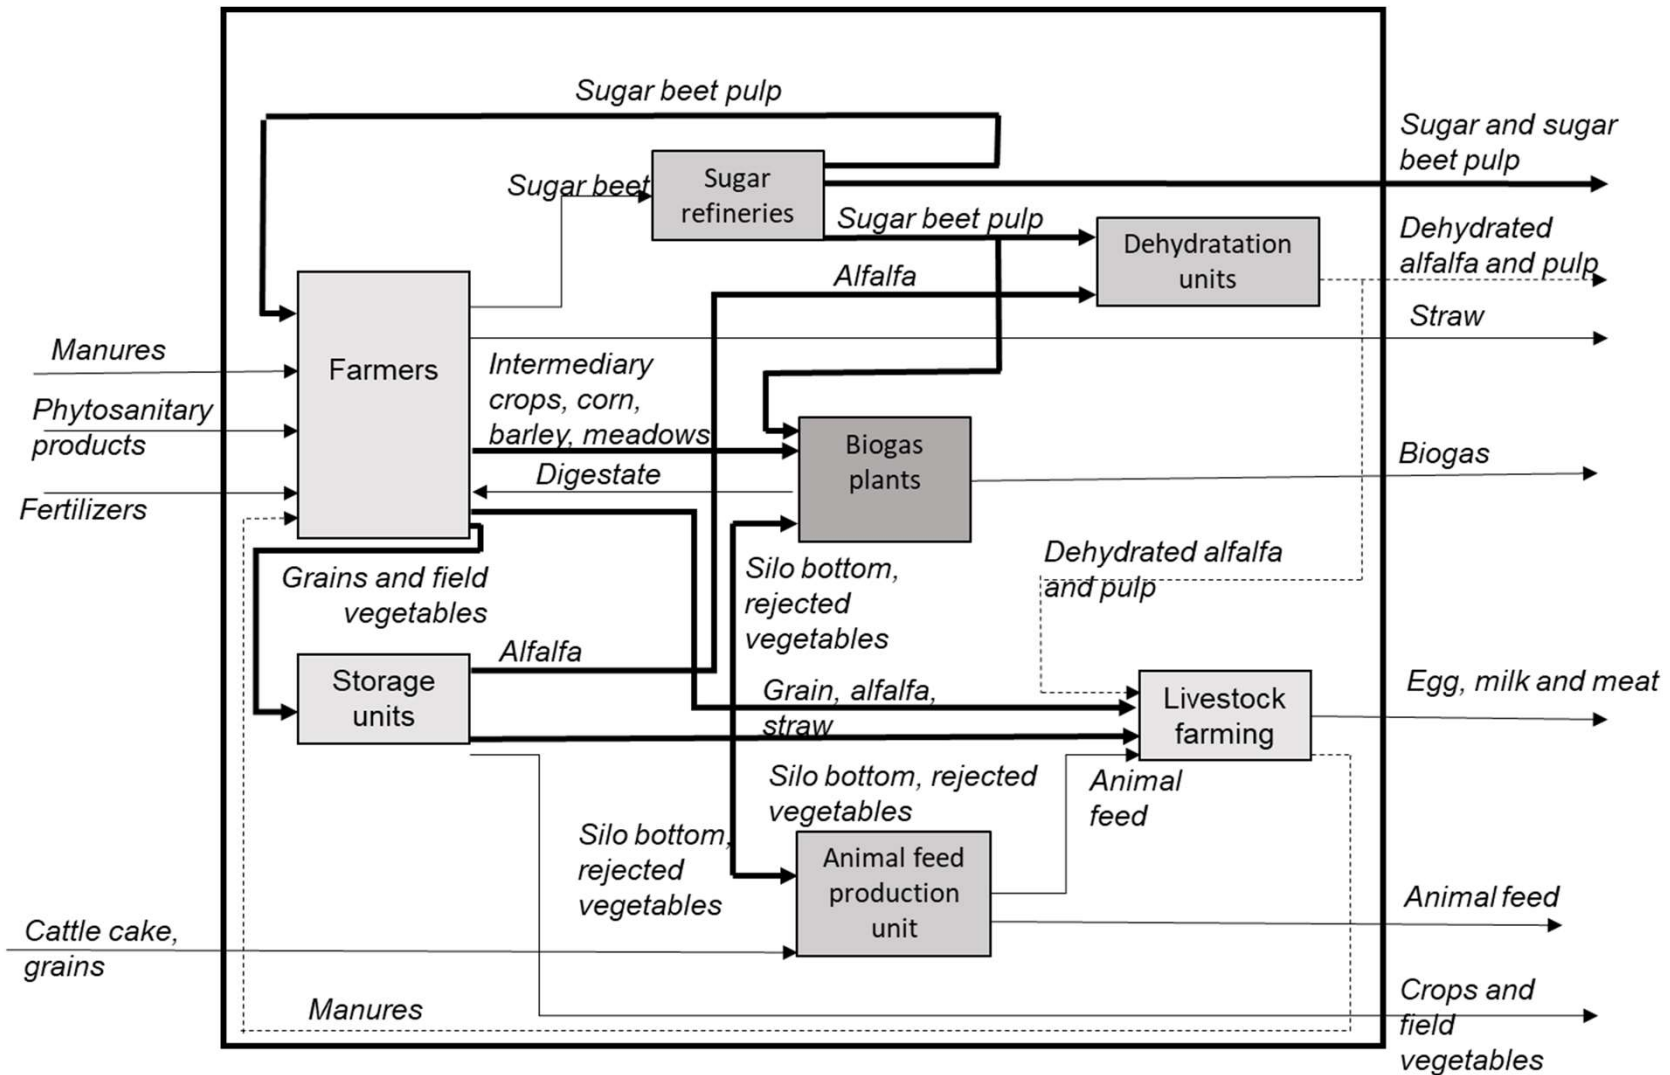 Sugar beet pulp
Sugar and sugar
beet pulp
Sugar
refineries
Sugar beet
Sugar beet pulp
Dehydratation
units
Dehydrated
alfalfa and pulp
Alfalfa
Straw
Manures
Farmers
Intermediary
crops, corn,
barley, meadows
Phytosanitary
products
Biogas
plants
Biogas
Digestate
Fertilizers
Grains and field
vegetables
Silo bottom,
rejected
vegetables
Dehydrated alfalfa
and pulp
Alfalfa
Storage
units
Grain, alfalfa,
straw
Livestock
farming
Egg, milk and meat
Silo bottom, rejected
vegetables
Animal
feed
Silo bottom,
rejected
vegetables
Animal feed
production
unit
Animal feed
Cattle cake,
grains
Manures
Crops and
field
vegetables